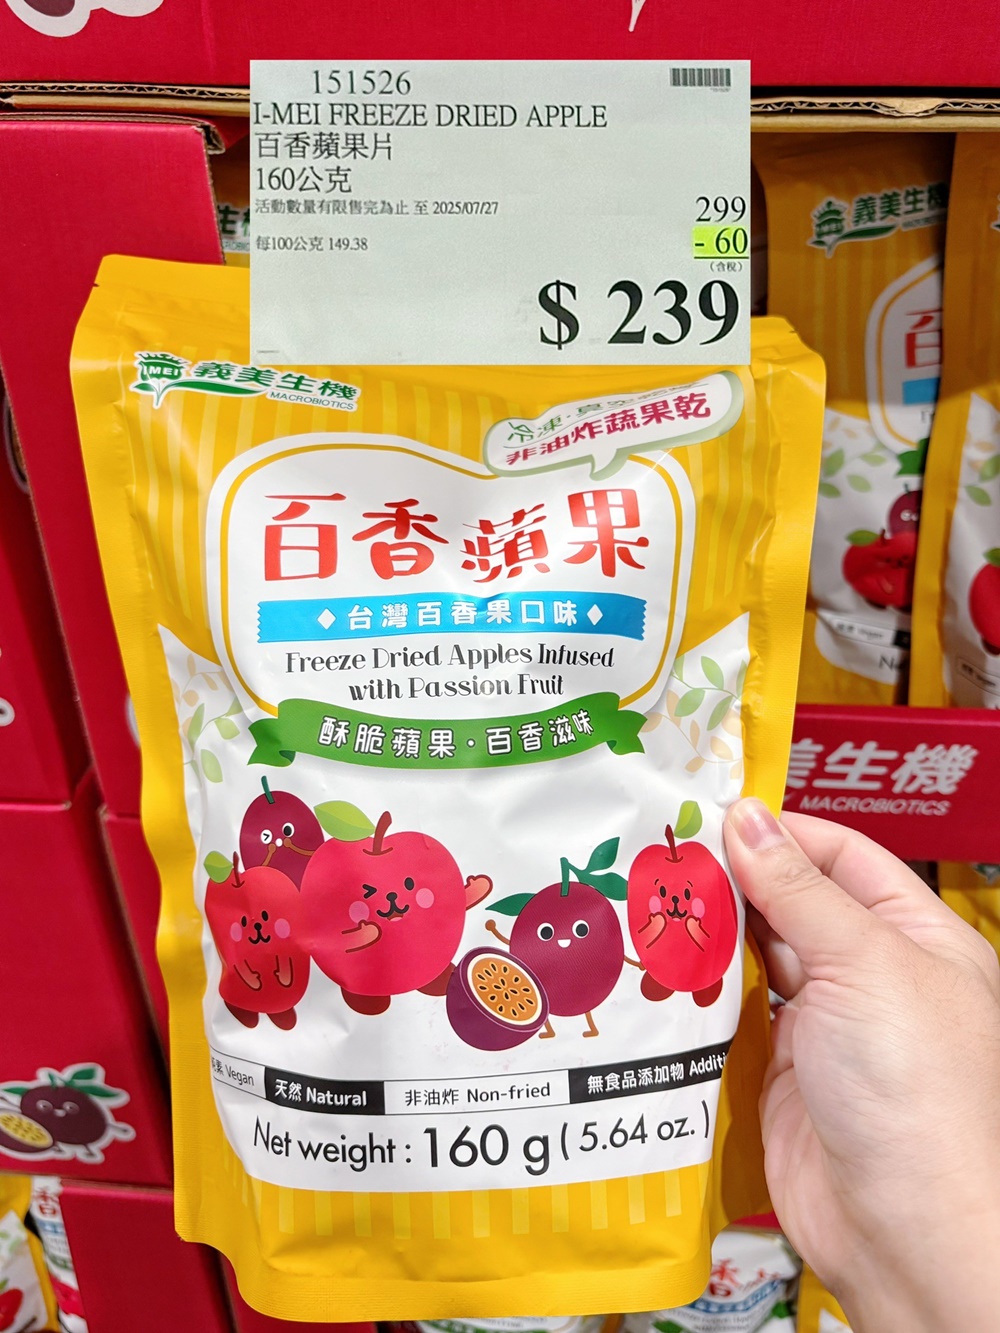 151526
I-MEI FREEZE DRIED APPLE
百香蘋果片
160公克
活動數量有限售完為止 至 2025/07/27
299
- 60
每100公克 149.38
(含稅)
$ 239
義美生機
I-MEI 義美生機
MACROBIOTICS
冷凍·真空
非油炸蔬果乾
百香蘋果
◆台灣百香果口味◆
Freeze Dried Apples Infused
with Passion Fruit
酥脆蘋果·百香滋味
美生機
MACROBIOTICS
Vegan 天然 Natural 非油炸 Non-fried 無食品添加物
Net weight : 160 g ( 5.64 oz. )